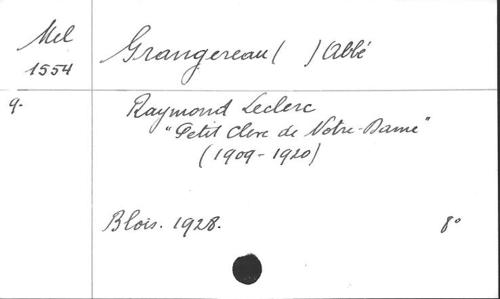 Mel
1554
Grangereau ( ) Abbé
9.
Raymond Leclerc
"Petit Clerc de Notre-Dame"
(1909-1920)
Blois. 1928. 8°